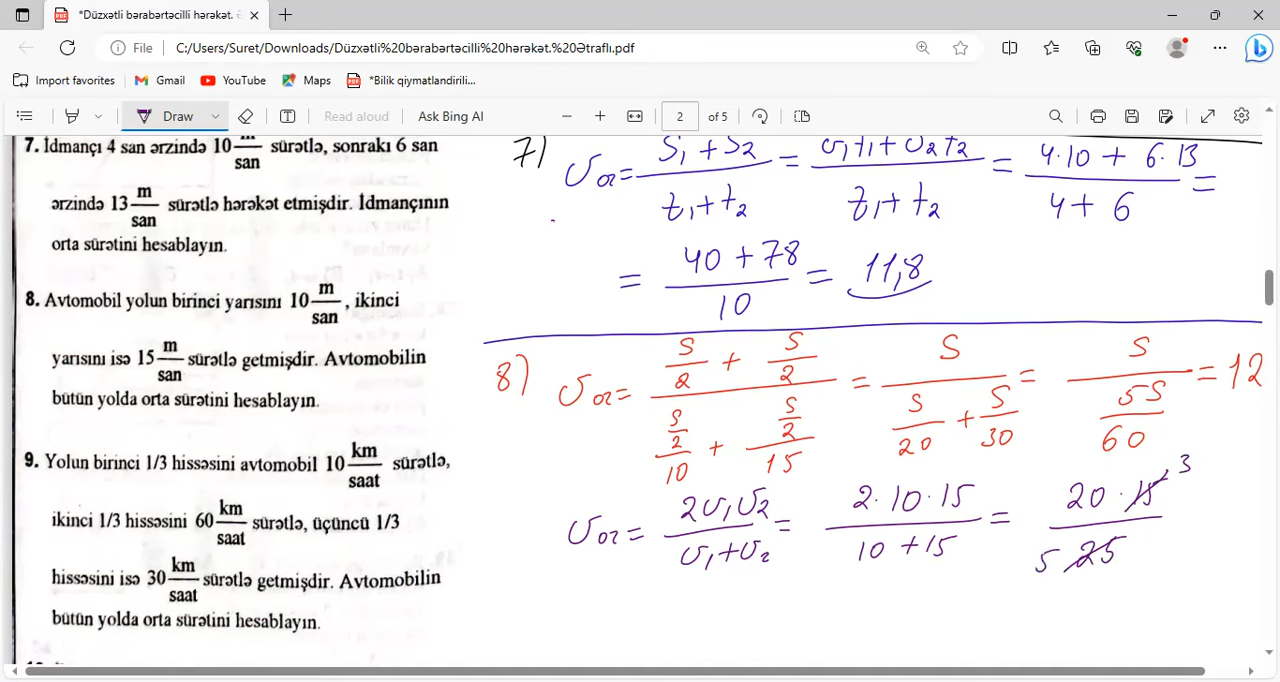 *Düzxətli bərabərtəcilli hərəkət. Ə
File C:/Users/Suret/Downloads/Düzxətli%20bərabərtəcilli%20hərəkət.%20Ətraflı.pdf
Import favorites Gmail YouTube Maps *Bilik qiymətləndirili...
Draw Read aloud Ask Bing AI 2 of 5
7. İdmançı 4 san ərzində 10 m/san sürətlə, sonrakı 6 san
ərzində 13 m/san sürətlə hərəkət etmişdir. İdmançının
orta sürətini hesablayın.
8. Avtomobil yolun birinci yarısını 10 m/san, ikinci
yarısını isə 15 m/san sürətlə getmişdir. Avtomobilin
bütün yolda orta sürətini hesablayın.
9. Yolun birinci 1/3 hissəsini avtomobil 10 km/saat sürətlə,
ikinci 1/3 hissəsini 60 km/saat sürətlə, üçüncü 1/3
hissəsini isə 30 km/saat sürətlə getmişdir. Avtomobilin
bütün yolda orta sürətini hesablayın.
7) υor = (S1 + S2)/(t1 + t2) = (υ1t1 + υ2t2)/(t1 + t2) = (4·10 + 6·13)/(4 + 6) =
= (40 + 78)/10 = 11,8
8) υor = (S/2 + S/2)/((S/2)/10 + (S/2)/15) = S/(S/20 + S/30) = S/(5S/60) = 12
υor = 2υ1υ2/(υ1 + υ2) = (2·10·15)/(10 + 15) = (20·15 3)/(5 25)